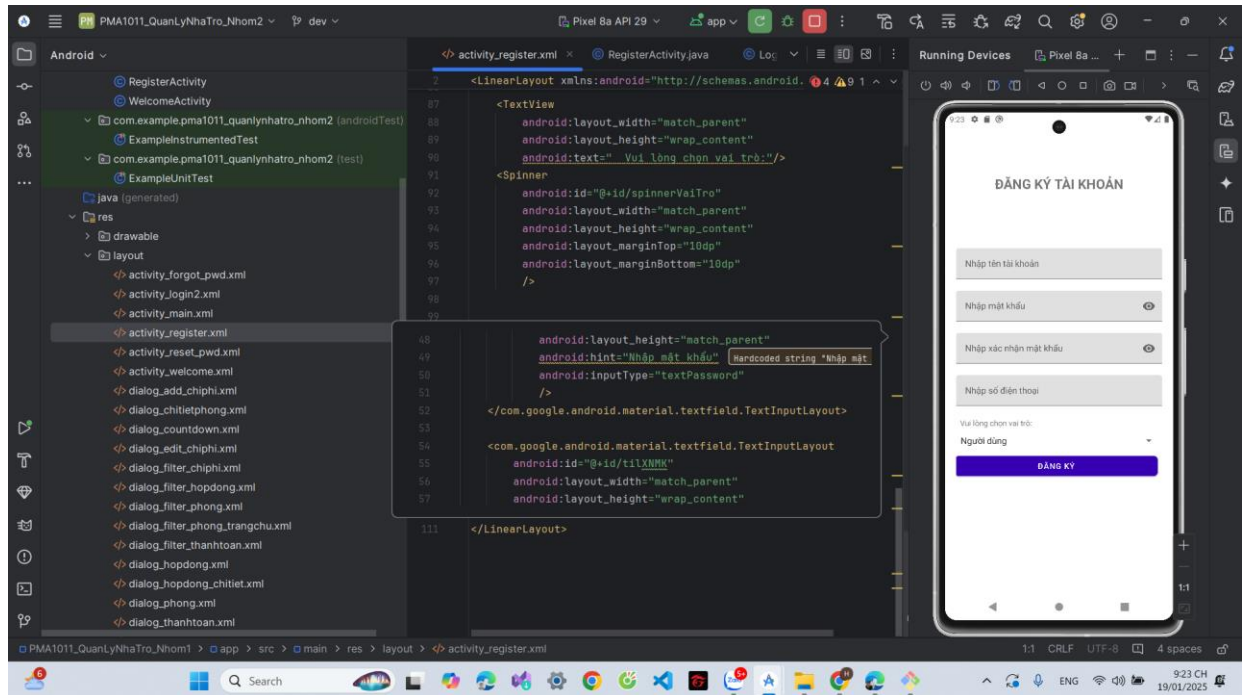 PM PMA1011_QuanLyNhaTro_Nhom2 dev
Pixel 8a API 29 app
Android
RegisterActivity
WelcomeActivity
com.example.pma1011_quanlynhatro_nhom2 (androidTest)
ExampleInstrumentedTest
com.example.pma1011_quanlynhatro_nhom2 (test)
ExampleUnitTest
java (generated)
res
drawable
layout
activity_forgot_pwd.xml
activity_login2.xml
activity_main.xml
activity_register.xml
activity_reset_pwd.xml
activity_welcome.xml
dialog_add_chiphi.xml
dialog_chitietphong.xml
dialog_countdown.xml
dialog_edit_chiphi.xml
dialog_filter_chiphi.xml
dialog_filter_hopdong.xml
dialog_filter_phong.xml
dialog_filter_phong_trangchu.xml
dialog_filter_thanhtoan.xml
dialog_hopdong.xml
dialog_hopdong_chitiet.xml
dialog_phong.xml
dialog_thanhtoan.xml
activity_register.xml RegisterActivity.java Log
2 <LinearLayout xmlns:android="http://schemas.android. 4 9 1
87 <TextView
88 android:layout_width="match_parent"
89 android:layout_height="wrap_content"
90 android:text="  Vui lòng chọn vai trò:"/>
91 <Spinner
92 android:id="@+id/spinnerVaiTro"
93 android:layout_width="match_parent"
94 android:layout_height="wrap_content"
95 android:layout_marginTop="10dp"
96 android:layout_marginBottom="10dp"
97 />
98
99
48 android:layout_height="match_parent"
49 android:hint="Nhập mật khẩu" Hardcoded string "Nhập mật
50 android:inputType="textPassword"
51 />
52 </com.google.android.material.textfield.TextInputLayout>
53
54 <com.google.android.material.textfield.TextInputLayout
55 android:id="@+id/tilXNMK"
56 android:layout_width="match_parent"
57 android:layout_height="wrap_content"
111 </LinearLayout>
Running Devices Pixel 8a ...
9:23
ĐĂNG KÝ TÀI KHOẢN
Nhập tên tài khoản
Nhập mật khẩu
Nhập xác nhận mật khẩu
Nhập số điện thoại
Vui lòng chọn vai trò:
Người dùng
ĐĂNG KÝ
1:1
PMA1011_QuanLyNhaTro_Nhom1 > app > src > main > res > layout > activity_register.xml
1:1 CRLF UTF-8 4 spaces
6
Search
ENG
9:23 CH
19/01/2025